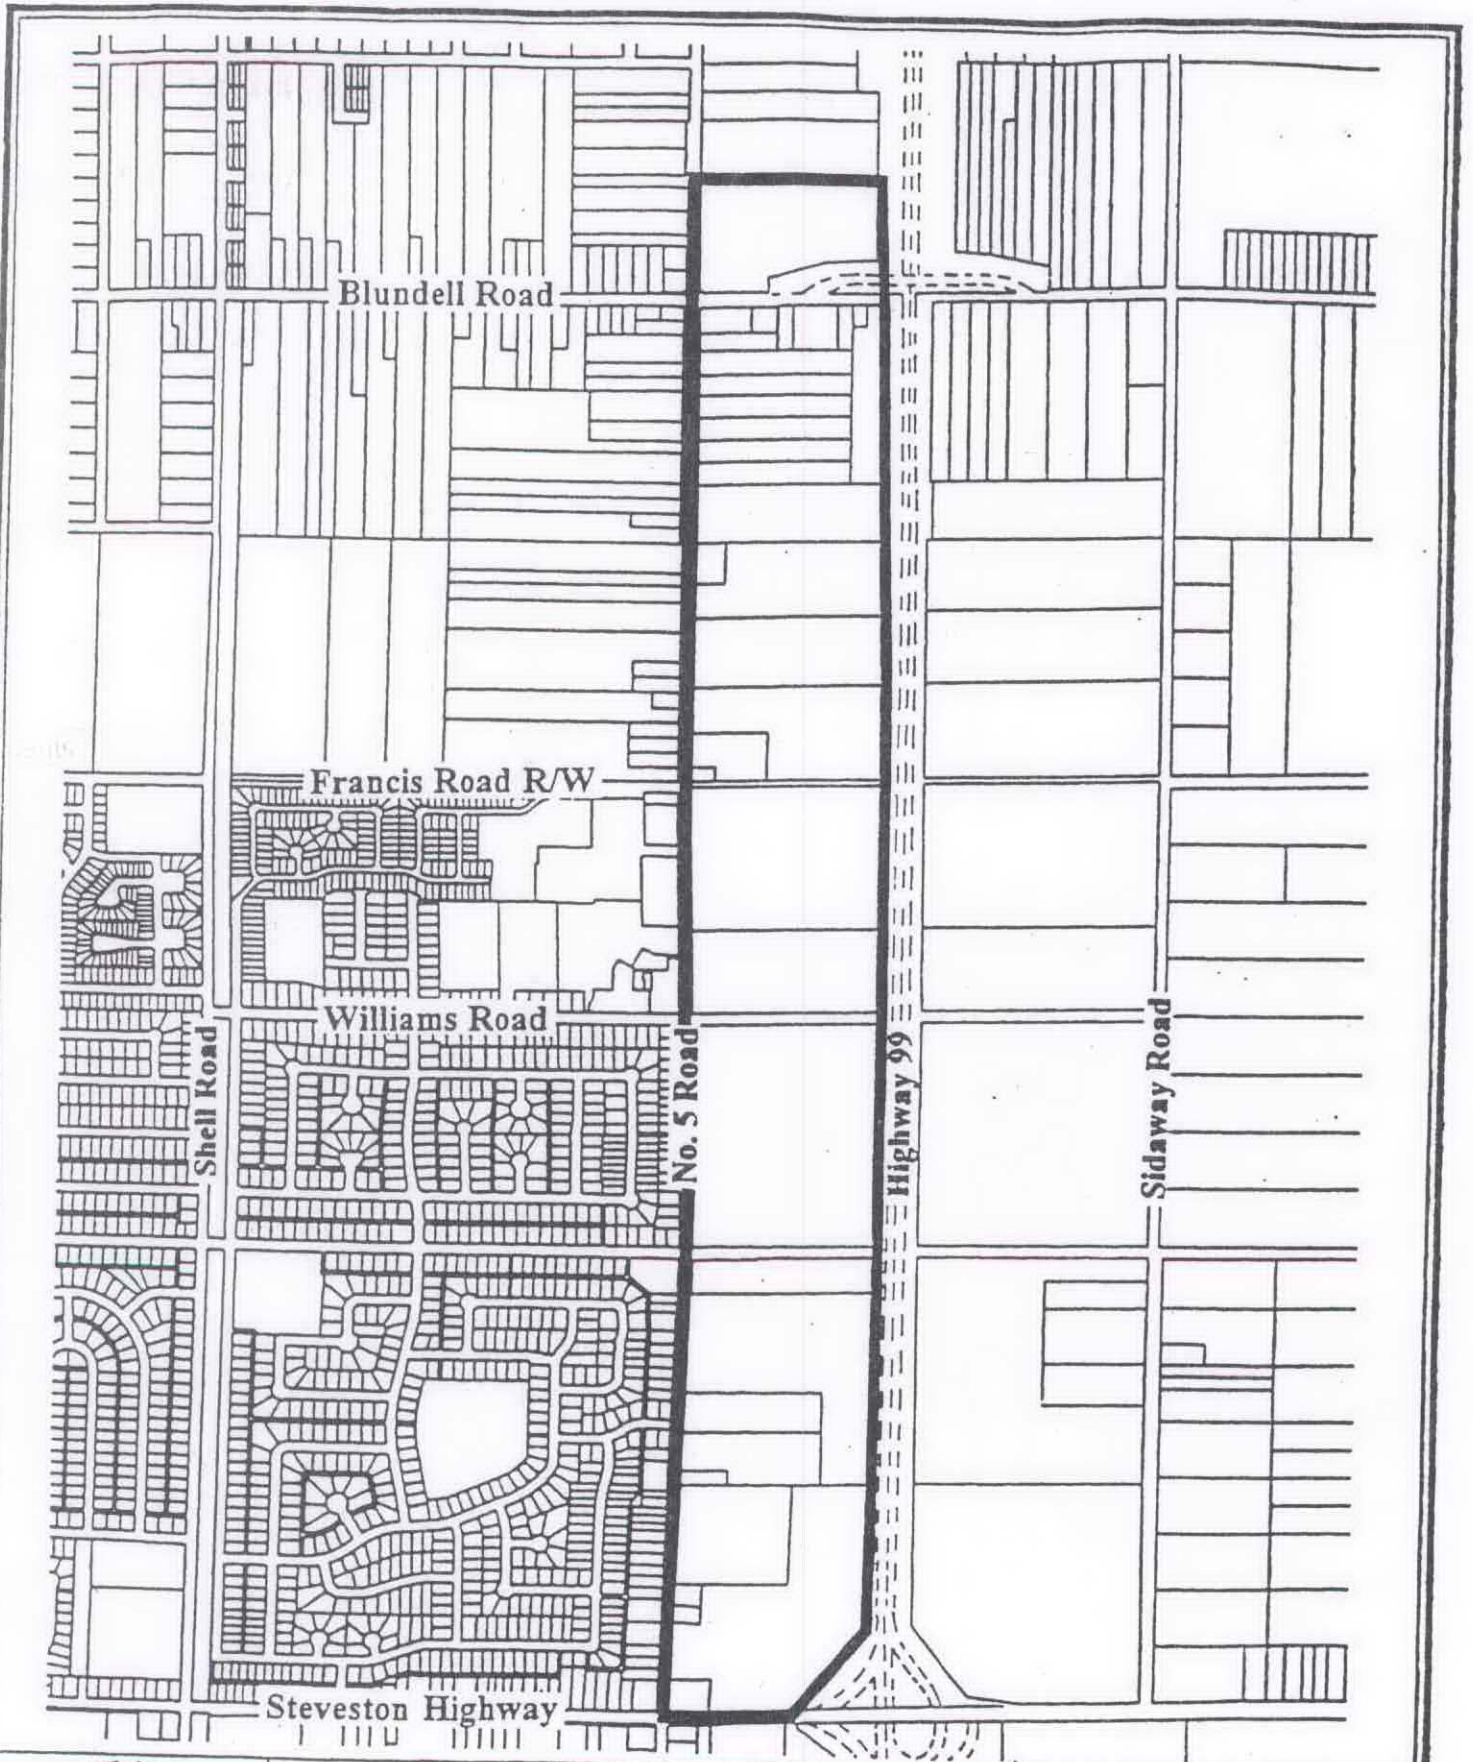 Blundell Road
Francis Road R/W
Williams Road
Shell Road
No. 5 Road
Highway 99
Sidaway Road
Steveston Highway